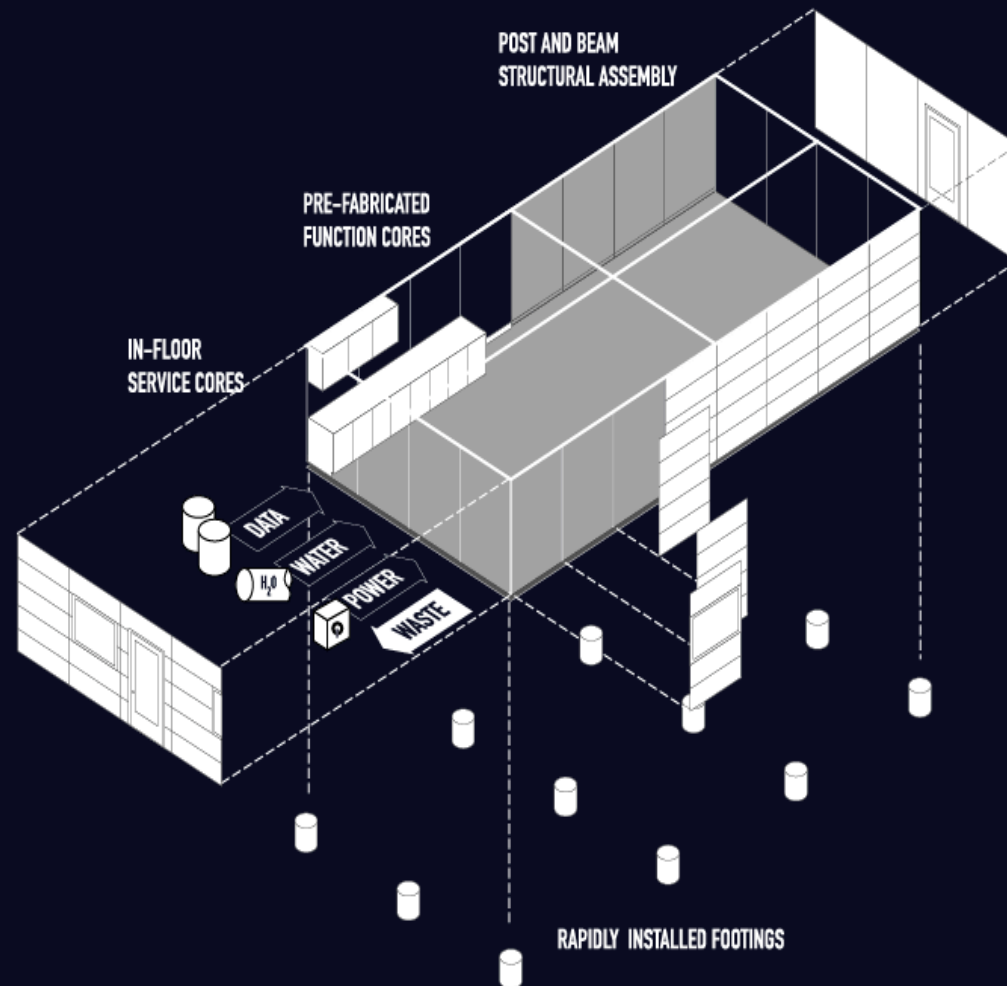 POST AND BEAM
STRUCTURAL ASSEMBLY
PRE-FABRICATED
FUNCTION CORES
IN-FLOOR
SERVICE CORES
DATA
WATER
H₂O
POWER
WASTE
RAPIDLY INSTALLED FOOTINGS